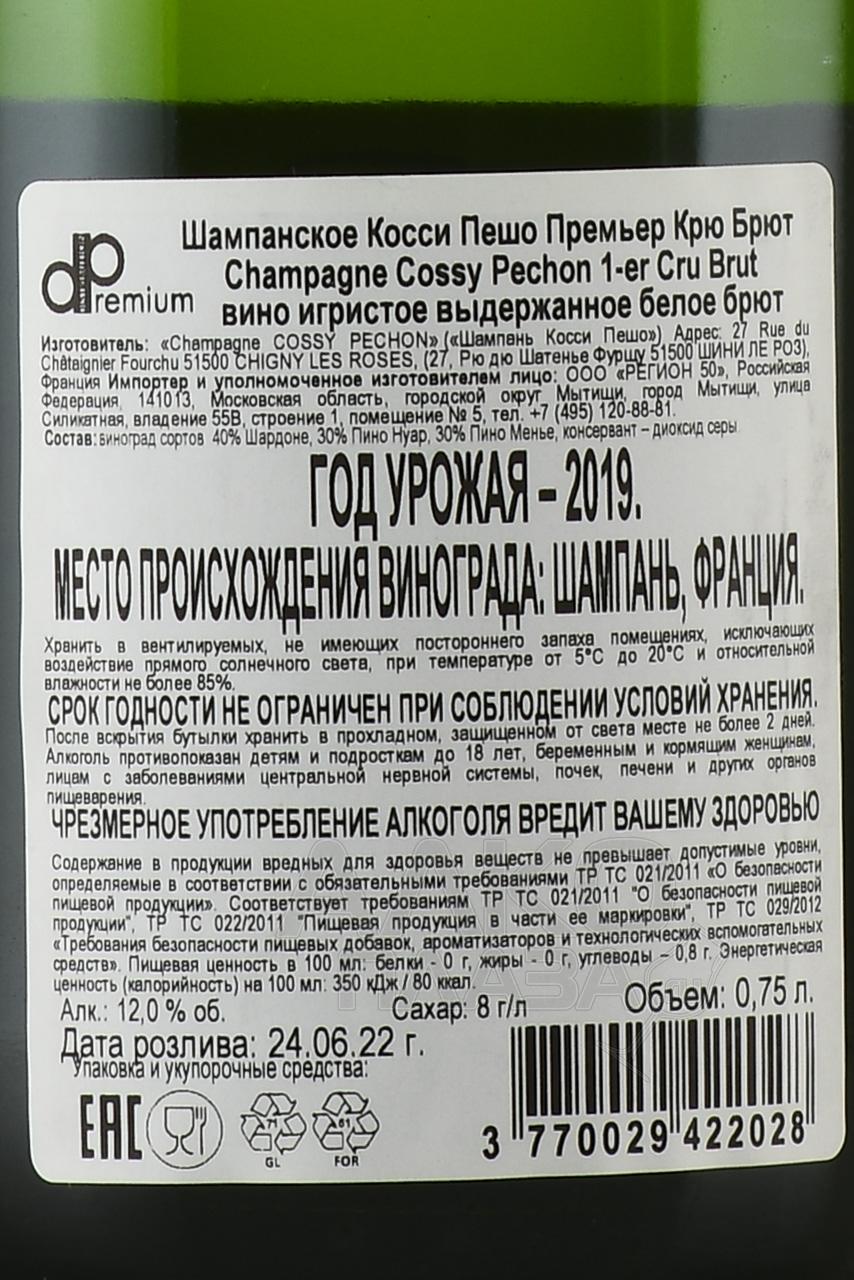 Шампанское Косси Пешо Премьер Крю Брют
Champagne Cossy Pechon 1-er Cru Brut
вино игристое выдержанное белое брют
dPremium
Изготовитель: «Champagne COSSY PECHON» («Шампань Косси Пешо») Адрес: 27 Rue du
Châtaignier Fourchu 51500 CHIGNY LES ROSES, (27, Рю дю Шатенье Фурщу 51500 ШИНИ ЛЕ РОЗ),
Франция Импортер и уполномоченное изготовителем лицо: ООО «РЕГИОН 50», Российская
Федерация, 141013, Московская область, городской округ Мытищи, город Мытищи, улица
Силикатная, владение 55В, строение 1, помещение № 5, тел. +7 (495) 120-88-81.
Состав: виноград сортов 40% Шардоне, 30% Пино Нуар, 30% Пино Менье, консервант – диоксид серы
ГОД УРОЖАЯ – 2019.
МЕСТО ПРОИСХОЖДЕНИЯ ВИНОГРАДА: ШАМПАНЬ, ФРАНЦИЯ.
Хранить в вентилируемых, не имеющих постороннего запаха помещениях, исключающих
воздействие прямого солнечного света, при температуре от 5°C до 20°C и относительной
влажности не более 85%.
СРОК ГОДНОСТИ НЕ ОГРАНИЧЕН ПРИ СОБЛЮДЕНИИ УСЛОВИЙ ХРАНЕНИЯ.
После вскрытия бутылки хранить в прохладном, защищенном от света месте не более 2 дней.
Алкоголь противопоказан детям и подросткам до 18 лет, беременным и кормящим женщинам,
лицам с заболеваниями центральной нервной системы, почек, печени и других органов
пищеварения.
ЧРЕЗМЕРНОЕ УПОТРЕБЛЕНИЕ АЛКОГОЛЯ ВРЕДИТ ВАШЕМУ ЗДОРОВЬЮ
Содержание в продукции вредных для здоровья веществ не превышает допустимые уровни,
определяемые в соответствии с обязательными требованиями ТР ТС 021/2011 «О безопасности
пищевой продукции». Соответствует требованиям ТР ТС 021/2011 "О безопасности пищевой
продукции", ТР ТС 022/2011 "Пищевая продукция в части ее маркировки", ТР ТС 029/2012
«Требования безопасности пищевых добавок, ароматизаторов и технологических вспомогательных
средств». Пищевая ценность в 100 мл: белки - 0 г, жиры - 0 г, углеводы – 0,8 г. Энергетическая
ценность (калорийность) на 100 мл: 350 кДж / 80 ккал.
Алк.: 12,0 % об. Сахар: 8 г/л Объем: 0,75 л.
Дата розлива: 24.06.22 г.
Упаковка и укупорочные средства:
EAC
71
GL
61
FOR
3 770029 422028